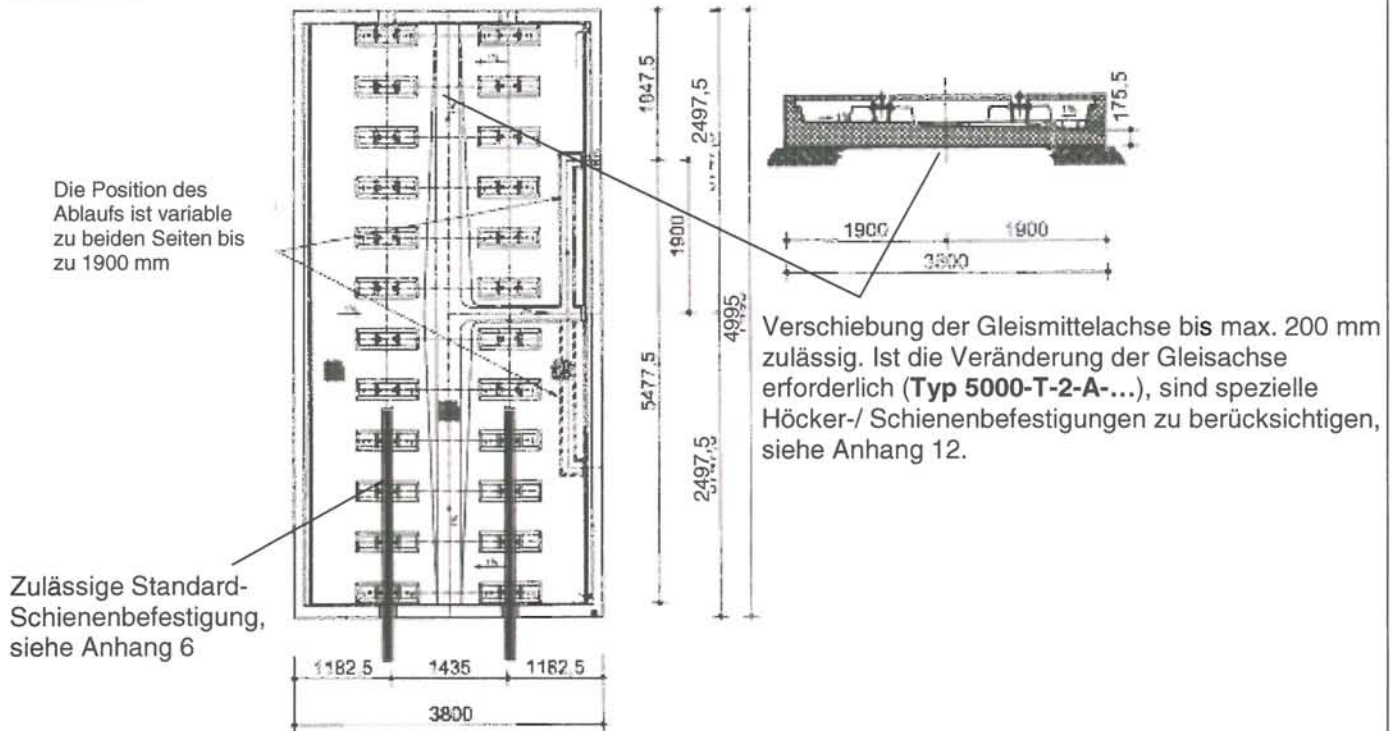 Die Position des
Ablaufs ist variable
zu beiden Seiten bis
zu 1900 mm
Zulässige Standard-
Schienenbefestigung,
siehe Anhang 6
1847,5
2497,5
1900
4995
5477,5
2497,5
1182,5 1435 1182,5
3800
175,5
1900 1900
3800
Verschiebung der Gleismittelachse bis max. 200 mm
zulässig. Ist die Veränderung der Gleisachse
erforderlich (Typ 5000-T-2-A-...), sind spezielle
Höcker-/ Schienenbefestigungen zu berücksichtigen,
siehe Anhang 12.